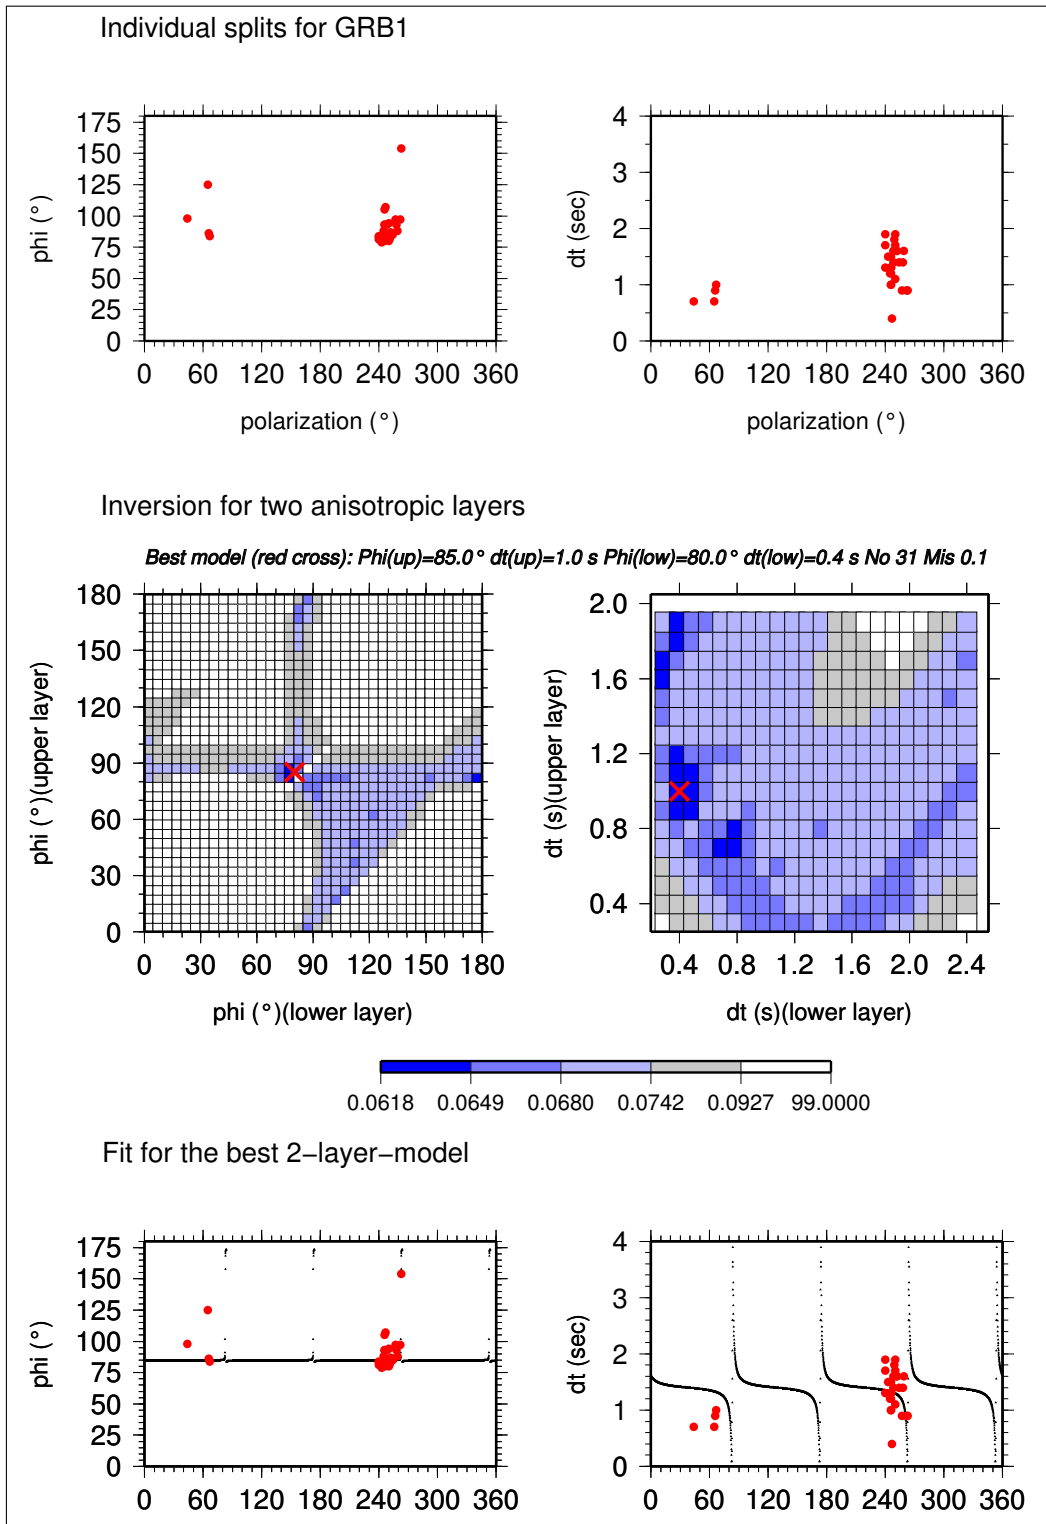 Individual splits for GRB1
175
150
125
100
75
50
25
0
phi (°)
0 60 120 180 240 300 360
polarization (°)
4
3
2
1
0
dt (sec)
0 60 120 180 240 300 360
polarization (°)
Inversion for two anisotropic layers
Best model (red cross): Phi(up)=85.0° dt(up)=1.0 s Phi(low)=80.0° dt(low)=0.4 s No 31 Mis 0.1
180
150
120
90
60
30
0
phi (°)(upper layer)
0 30 60 90 120 150 180
phi (°)(lower layer)
2.0
1.6
1.2
0.8
0.4
dt (s)(upper layer)
0.4 0.8 1.2 1.6 2.0 2.4
dt (s)(lower layer)
0.0618 0.0649 0.0680 0.0742 0.0927 99.0000
Fit for the best 2−layer−model
175
150
125
100
75
50
25
0
phi (°)
0 60 120 180 240 300 360
4
3
2
1
0
dt (sec)
0 60 120 180 240 300 360